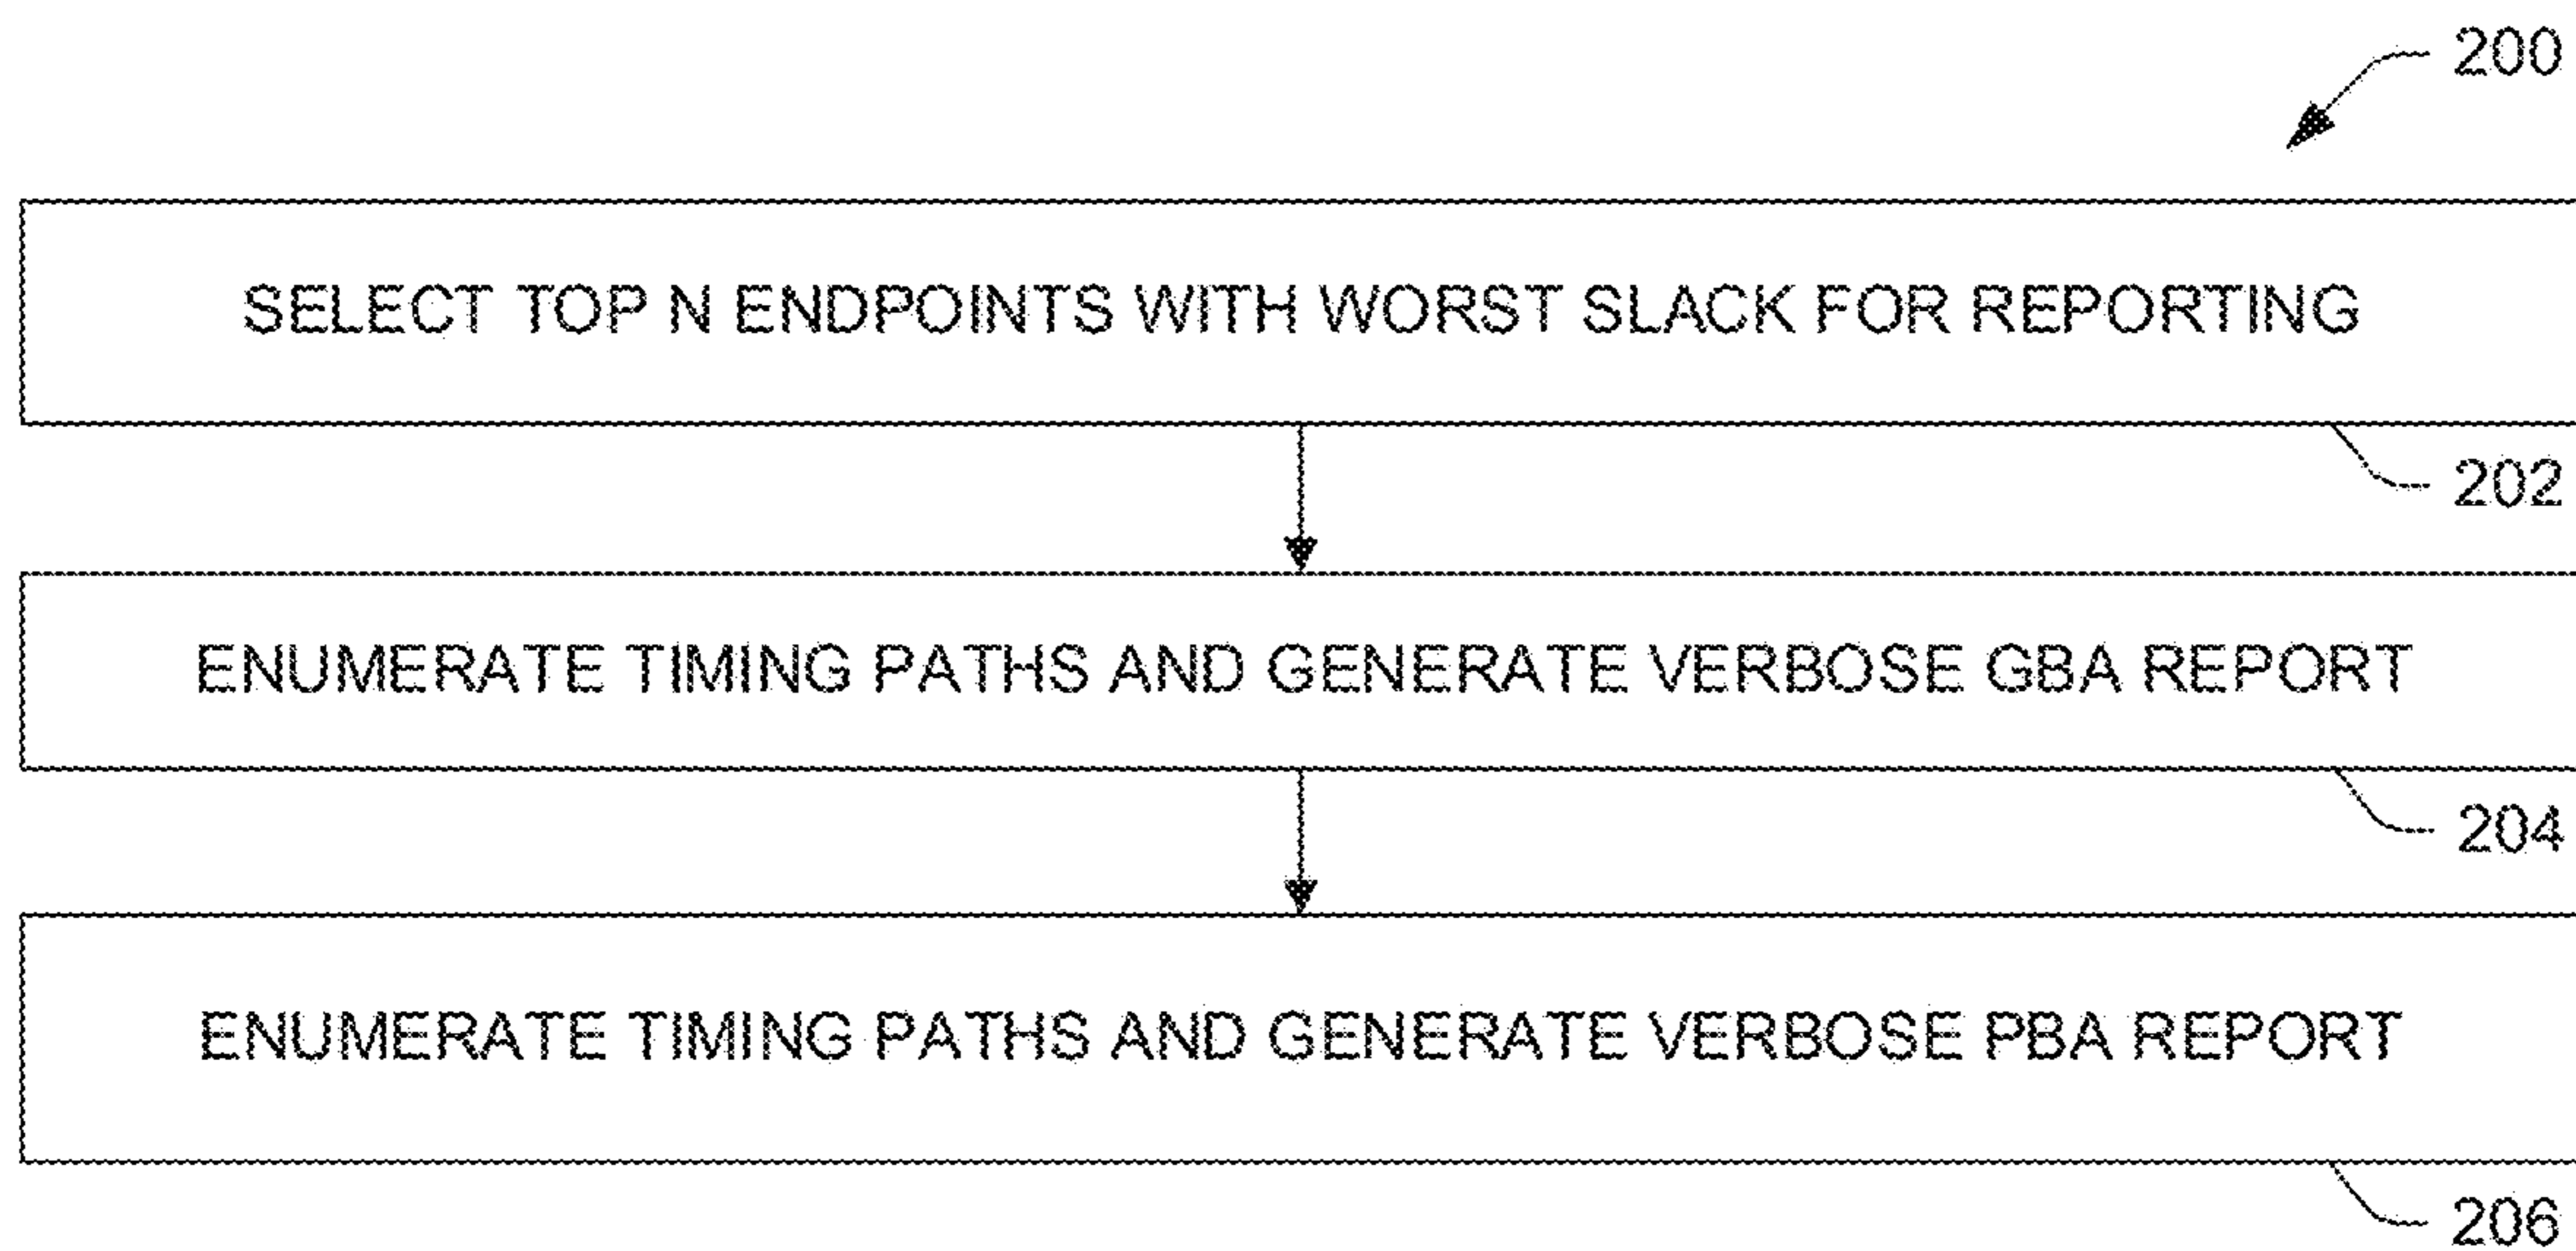 200
SELECT TOP N ENDPOINTS WITH WORST SLACK FOR REPORTING
202
ENUMERATE TIMING PATHS AND GENERATE VERBOSE GBA REPORT
204
ENUMERATE TIMING PATHS AND GENERATE VERBOSE PBA REPORT
206